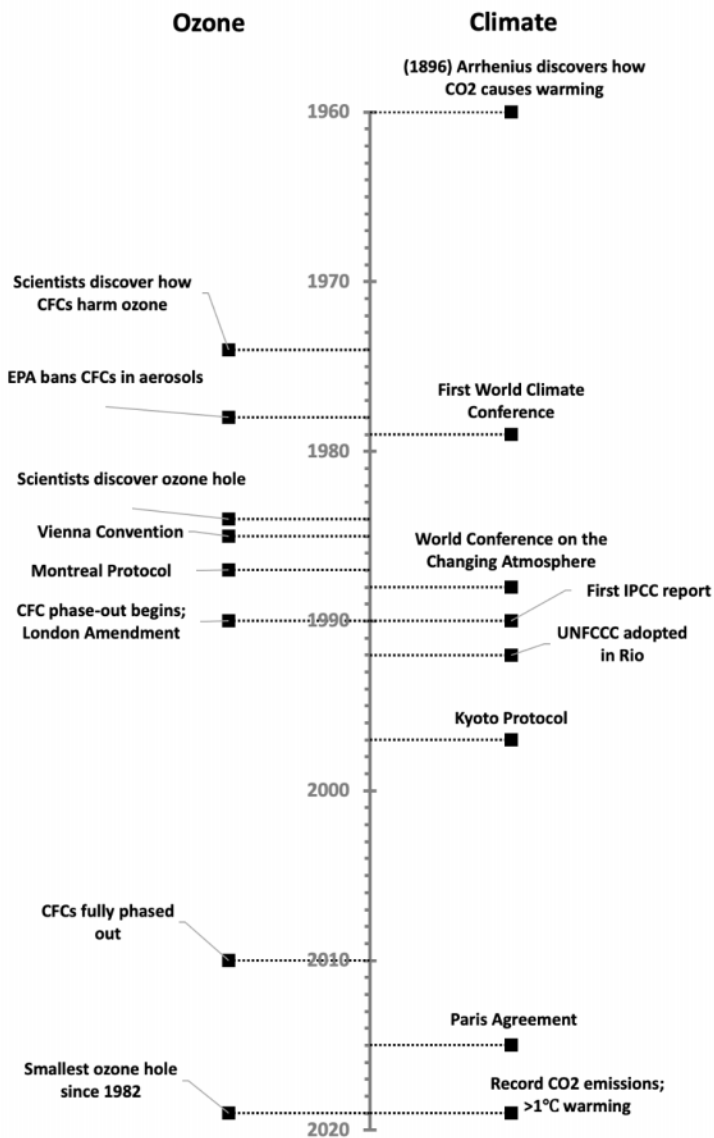 Ozone
Climate
(1896) Arrhenius discovers how
CO2 causes warming
1960
1970
Scientists discover how
CFCs harm ozone
EPA bans CFCs in aerosols
First World Climate
Conference
1980
Scientists discover ozone hole
Vienna Convention
World Conference on the
Changing Atmosphere
Montreal Protocol
First IPCC report
CFC phase-out begins;
London Amendment
1990
UNFCCC adopted
in Rio
Kyoto Protocol
2000
CFCs fully phased
out
2010
Paris Agreement
Smallest ozone hole
since 1982
Record CO2 emissions;
>1℃ warming
2020